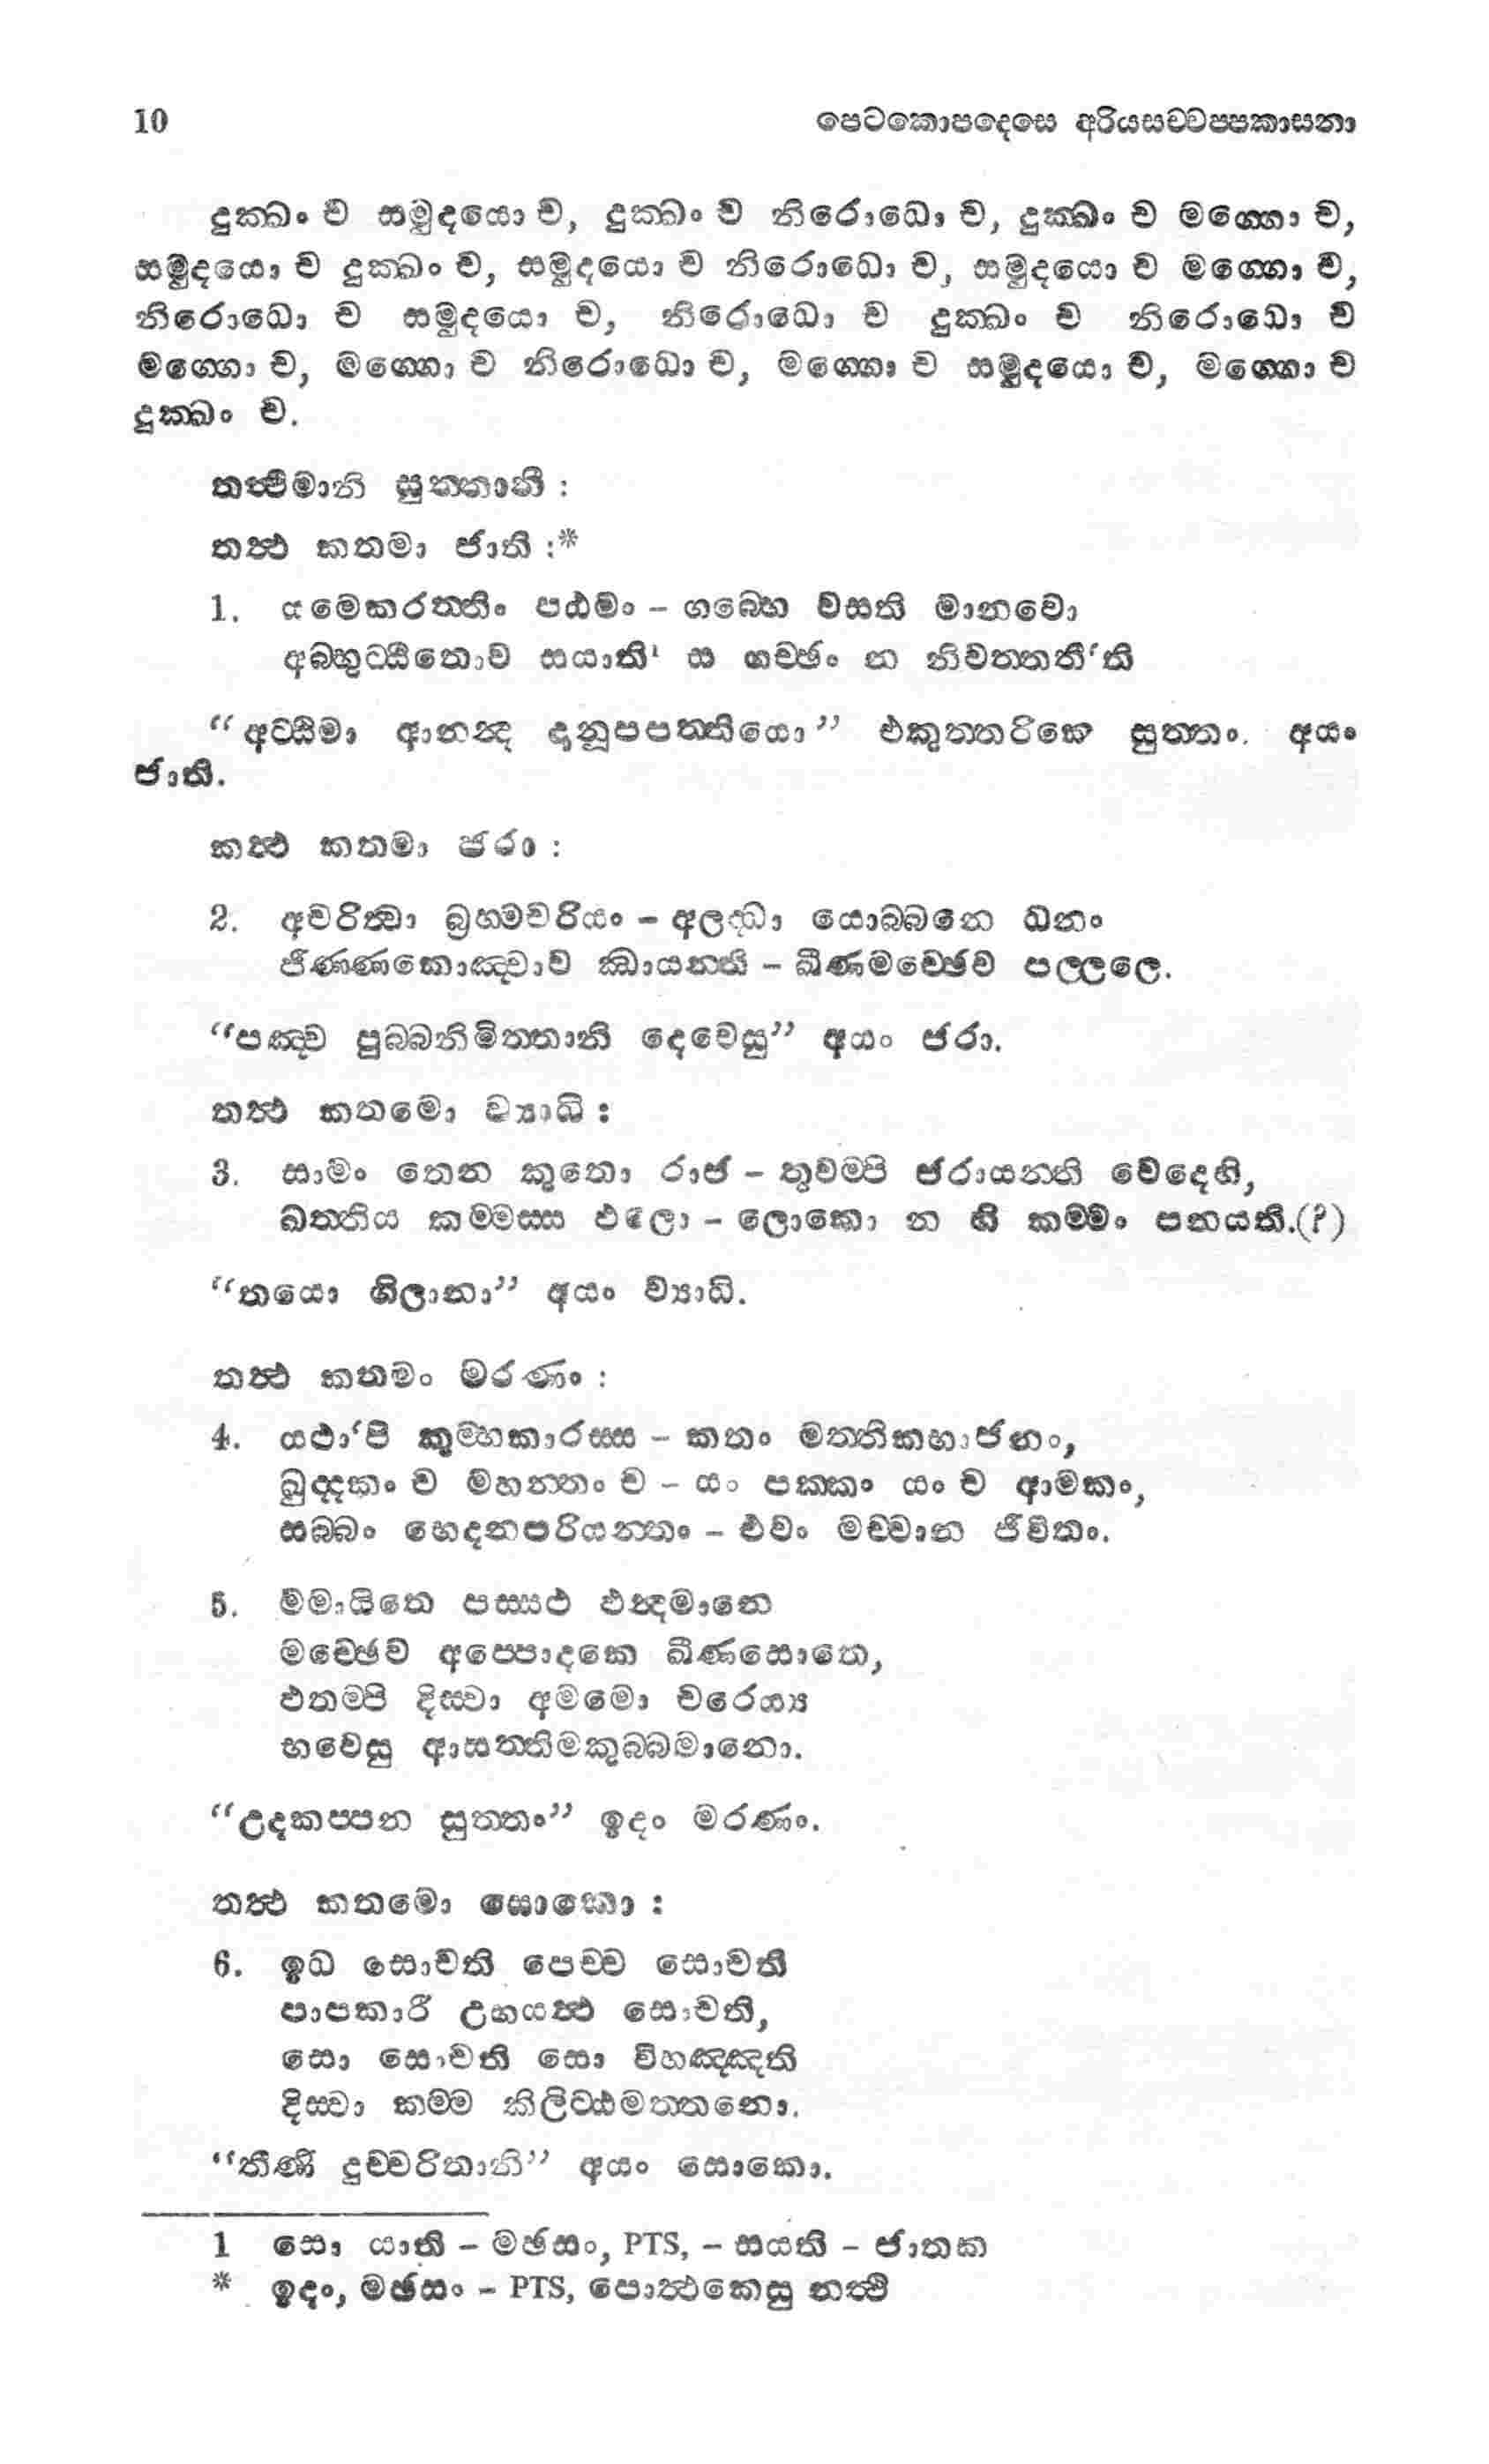 10 පෙටකොපදෙසෙ අරියසච්චප්පකාසනා
දුක්ඛං ච සමුදයො ච, දුක්ඛං ච නිරොධො ච, දුක්ඛං ච මග්ගො ච,
සමුදයො ච දුක්ඛං ච, සමුදයො ච නිරොධො ච, සමුදයො ච මග්ගො ච,
නිරොධො ච සමුදයො ච, නිරොධො ච දුක්ඛං ච නිරොධො ච
මග්ගො ච, මග්ගො ච නිරොධො ච, මග්ගො ච සමුදයො ච, මග්ගො ච
දුක්ඛං ච.
තත්ථිමානි සුත්තානි :
තත්ථ කතමා ජාති :*
1. යමෙකරත්තිං පඨමං – ගබ්භෙ වසති මානවො
අබ්භුට්ඨිතොව සයාති¹ ස ගච්ඡං න නිවත්තතී‘ති
“අට්ඨිමා ආනන්ද දානූපපත්තියො” එකුත්තරිකෙ සුත්තං. අයං
ජාති.
කත්ථ කතමා ජරා :
2. අචරිත්වා බ්‍රහ්මචරියං – අලද්ධා යොබ්බනෙ ධනං
ජිණ්ණකොඤ්චාව ඣායන්ති – ඛීණමච්ඡෙව පල්ලලෙ.
“පඤ්ච පුබ්බනිමිත්තානි දෙවෙසු” අයං ජරා.
තත්ථ කතමො ව්‍යාධි :
3. සාමං තෙන කුතො රාජ – තුවම්පි ජරායන්ති වෙදෙහි,
ඛත්තිය කම්මස්ස ඵලො – ලොකො න හි කම්මං පනයති.(?)
“තයො ගිලානා” අයං ව්‍යාධි.
තත්ථ කතමං මරණං :
4. යථා‘පි කුම්භකාරස්ස – කතං මත්තිකභාජනං,
ඛුද්දකං ච මහන්තං ච – යං පක්කං යං ච ආමකං,
සබ්බං භෙදනපරියන්තං – එවං මච්චාන ජීවිතං.
5. මමායිතෙ පස්සථ ඵන්දමානෙ
මච්ඡෙව අප්පොදකෙ ඛීණසොතෙ,
එතම්පි දිස්වා අමමො චරෙය්‍ය
භවෙසු ආසත්තිමකුබ්බමානො.
“උදකප්පන සුත්තං” ඉදං මරණං.
තත්ථ කතමො සොකො :
6. ඉධ සොචති පෙච්ච සොචති
පාපකාරී උභයත්ථ සොචති,
සො සොචති සො විහඤ්ඤති
දිස්වා කම්ම කිලිට්ඨමත්තනො.
“තීණි දුච්චරිතානි” අයං සොකො.
1 සො යාති – මඡසං, PTS, – සයති – ජාතක
* ඉදං, මඡසං – PTS, පොත්ථකෙසු නත්ථි